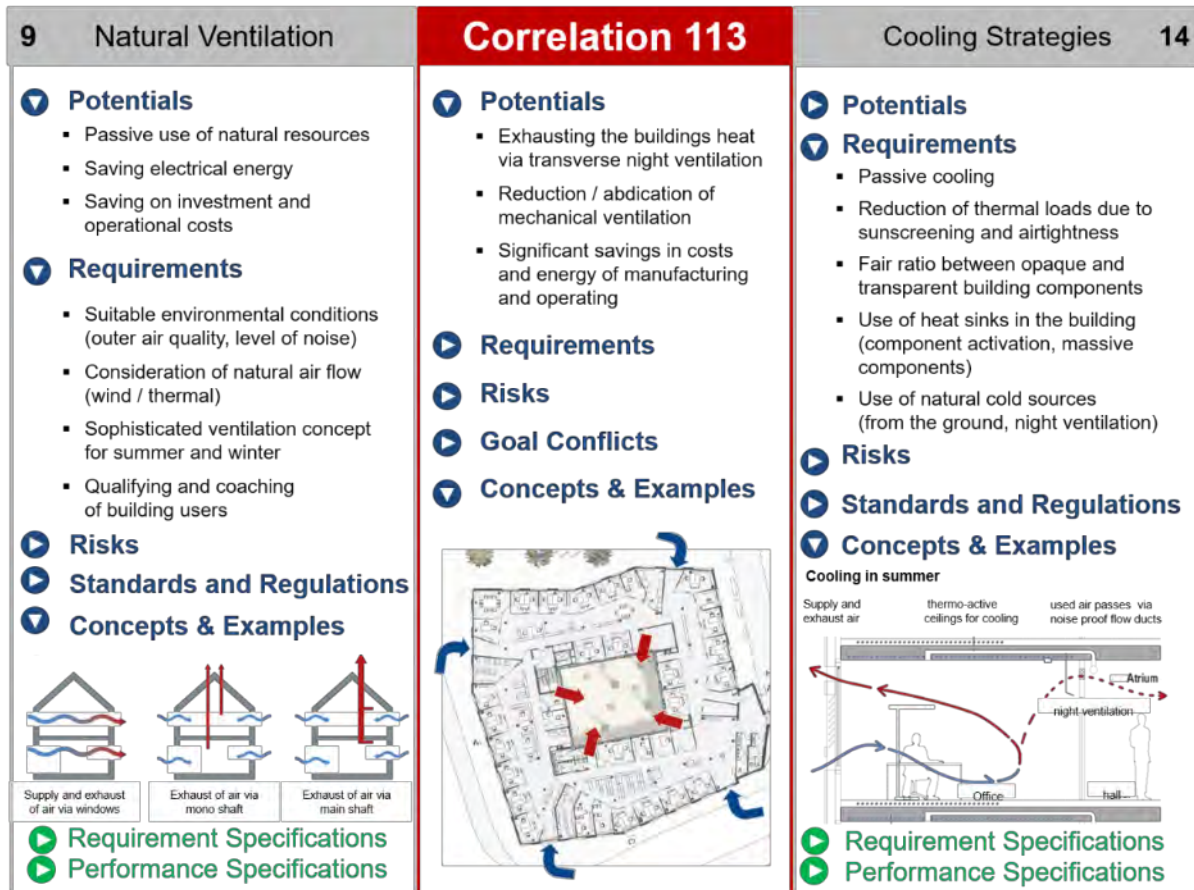 9 Natural Ventilation
Potentials
▪ Passive use of natural resources
▪ Saving electrical energy
▪ Saving on investment and
operational costs
Requirements
▪ Suitable environmental conditions
(outer air quality, level of noise)
▪ Consideration of natural air flow
(wind / thermal)
▪ Sophisticated ventilation concept
for summer and winter
▪ Qualifying and coaching
of building users
Risks
Standards and Regulations
Concepts & Examples
Supply and exhaust
of air via windows
Exhaust of air via
mono shaft
Exhaust of air via
main shaft
Requirement Specifications
Performance Specifications
Correlation 113
Potentials
▪ Exhausting the buildings heat
via transverse night ventilation
▪ Reduction / abdication of
mechanical ventilation
▪ Significant savings in costs
and energy of manufacturing
and operating
Requirements
Risks
Goal Conflicts
Concepts & Examples
Cooling Strategies 14
Potentials
Requirements
▪ Passive cooling
▪ Reduction of thermal loads due to
sunscreening and airtightness
▪ Fair ratio between opaque and
transparent building components
▪ Use of heat sinks in the building
(component activation, massive
components)
▪ Use of natural cold sources
(from the ground, night ventilation)
Risks
Standards and Regulations
Concepts & Examples
Cooling in summer
Supply and
exhaust air
thermo-active
ceilings for cooling
used air passes via
noise proof flow ducts
Atrium
night ventilation
Office
hall
Requirement Specifications
Performance Specifications